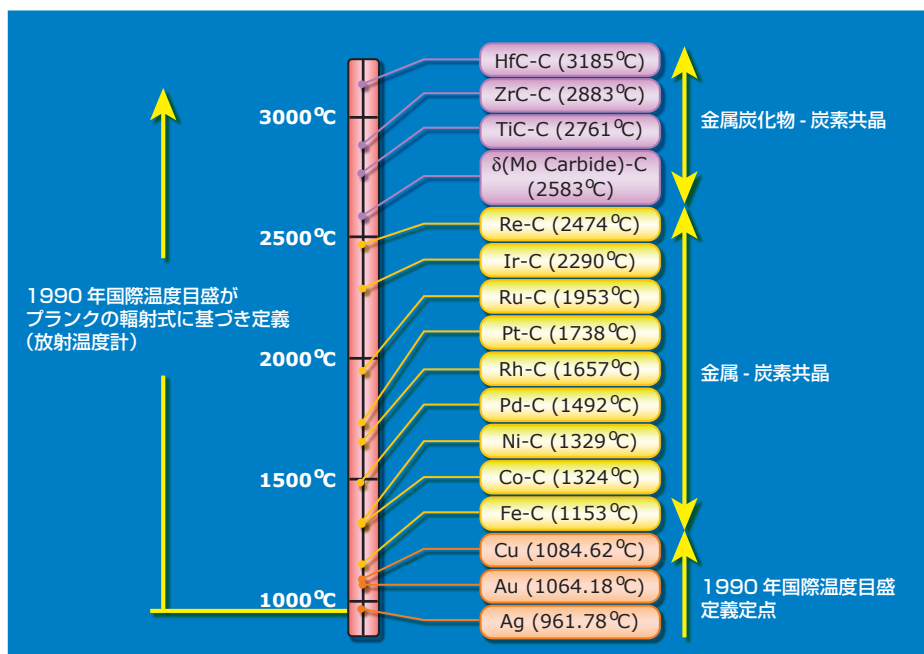 3000℃
2500℃
2000℃
1500℃
1000℃
1990 年国際温度目盛が
プランクの輻射式に基づき定義
（放射温度計）
HfC-C (3185℃)
ZrC-C (2883℃)
TiC-C (2761℃)
δ(Mo Carbide)-C
(2583℃)
Re-C (2474℃)
Ir-C (2290℃)
Ru-C (1953℃)
Pt-C (1738℃)
Rh-C (1657℃)
Pd-C (1492℃)
Ni-C (1329℃)
Co-C (1324℃)
Fe-C (1153℃)
Cu (1084.62℃)
Au (1064.18℃)
Ag (961.78℃)
金属炭化物 - 炭素共晶
金属 - 炭素共晶
1990 年国際温度目盛
定義定点